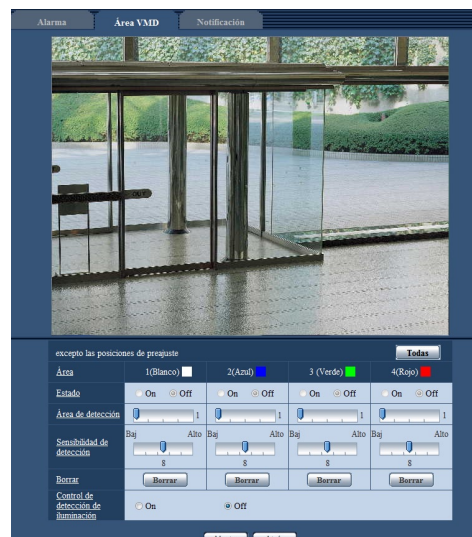 Alarma Área VMD Notificación
excepto las posiciones de preajuste Todas
Área 1(Blanco) 2(Azul) 3 (Verde) 4(Rojo)
Estado On Off On Off On Off On Off
Área de detección 1 1 1 1
Sensibilidad de detección Baj Alto Baj Alto Baj Alto Baj Alto
8 8 8 8
Borrar Borrar Borrar Borrar Borrar
Control de detección de iluminación On Off